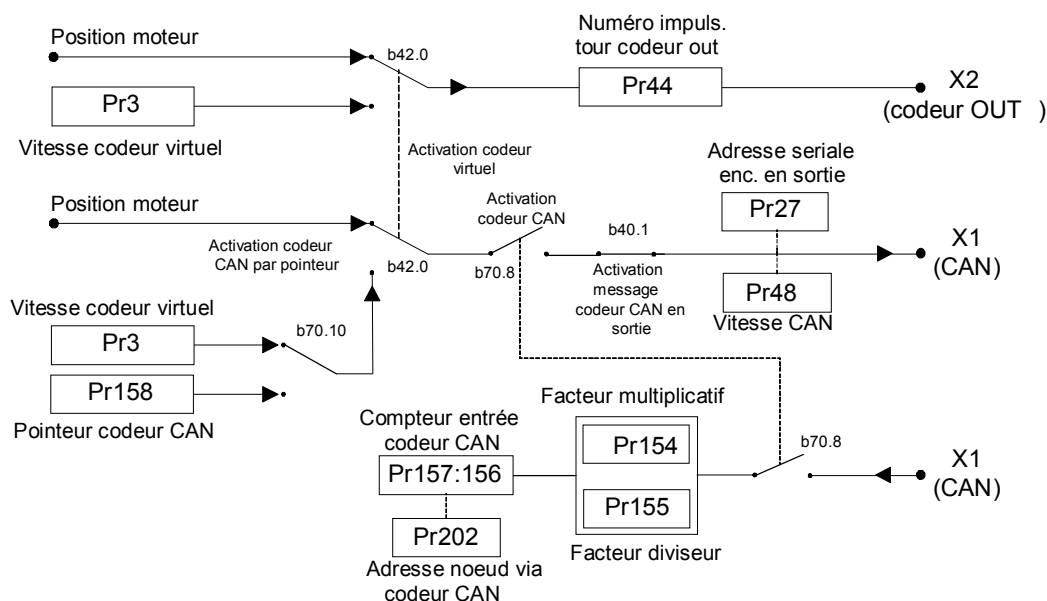 Position moteur
b42.0
Numéro impuls.
tour codeur out
Pr44
X2
(codeur OUT )
Pr3
Vitesse codeur virtuel
Activation codeur
virtuel
Adresse seriale
enc. en sortie
Pr27
Position moteur
Activation codeur
CAN par pointeur
b42.0
Activation
codeur CAN
b70.8
b40.1
Activation
message
codeur CAN en
sortie
X1
(CAN)
Pr48
Vitesse CAN
Vitesse codeur virtuel
Pr3
b70.10
Pr158
Pointeur codeur CAN
Compteur entrée
codeur CAN
Pr157:156
Pr202
Adresse noeud via
codeur CAN
Facteur multiplicatif
Pr154
Pr155
Facteur diviseur
b70.8
X1
(CAN)